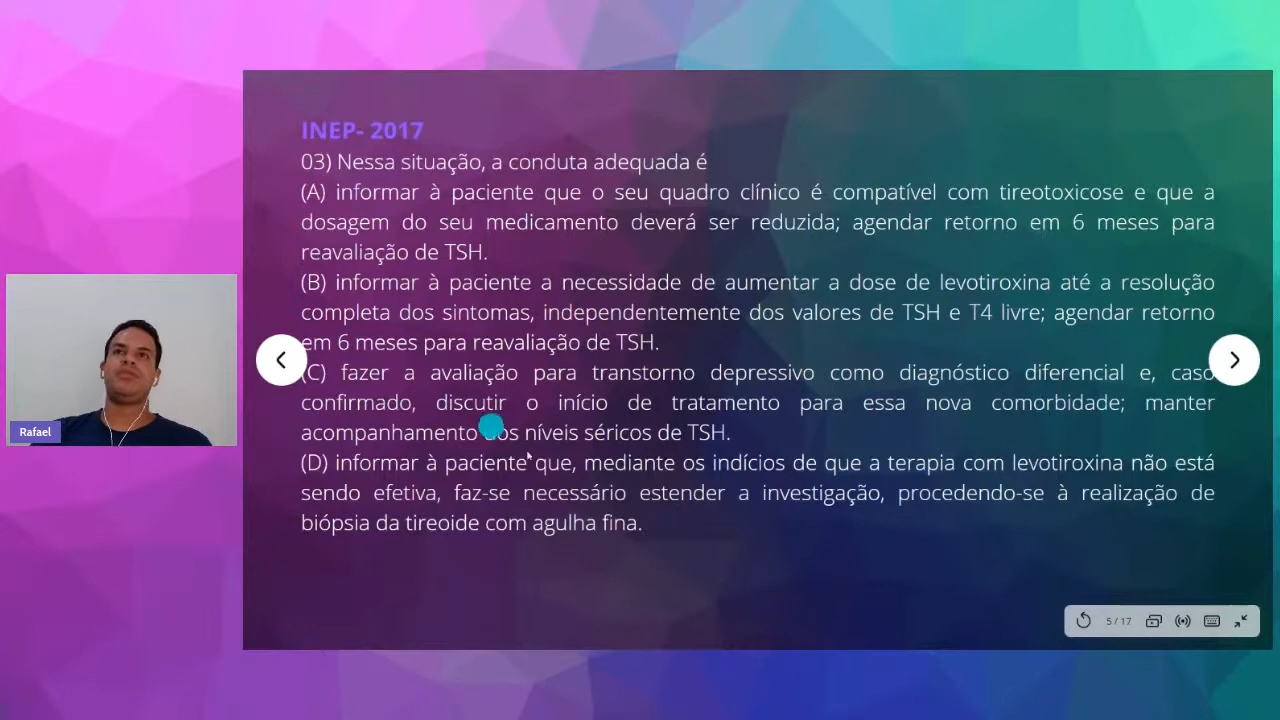 INEP- 2017
03) Nessa situação, a conduta adequada é
(A) informar à paciente que o seu quadro clínico é compatível com tireotoxicose e que a
dosagem do seu medicamento deverá ser reduzida; agendar retorno em 6 meses para
reavaliação de TSH.
(B) informar à paciente a necessidade de aumentar a dose de levotiroxina até a resolução
completa dos sintomas, independentemente dos valores de TSH e T4 livre; agendar retorno
em 6 meses para reavaliação de TSH.
(C) fazer a avaliação para transtorno depressivo como diagnóstico diferencial e, caso
confirmado, discutir o início de tratamento para essa nova comorbidade; manter
acompanhamento dos níveis séricos de TSH.
(D) informar à paciente que, mediante os indícios de que a terapia com levotiroxina não está
sendo efetiva, faz-se necessário estender a investigação, procedendo-se à realização de
biópsia da tireoide com agulha fina.
Rafael
5 / 17